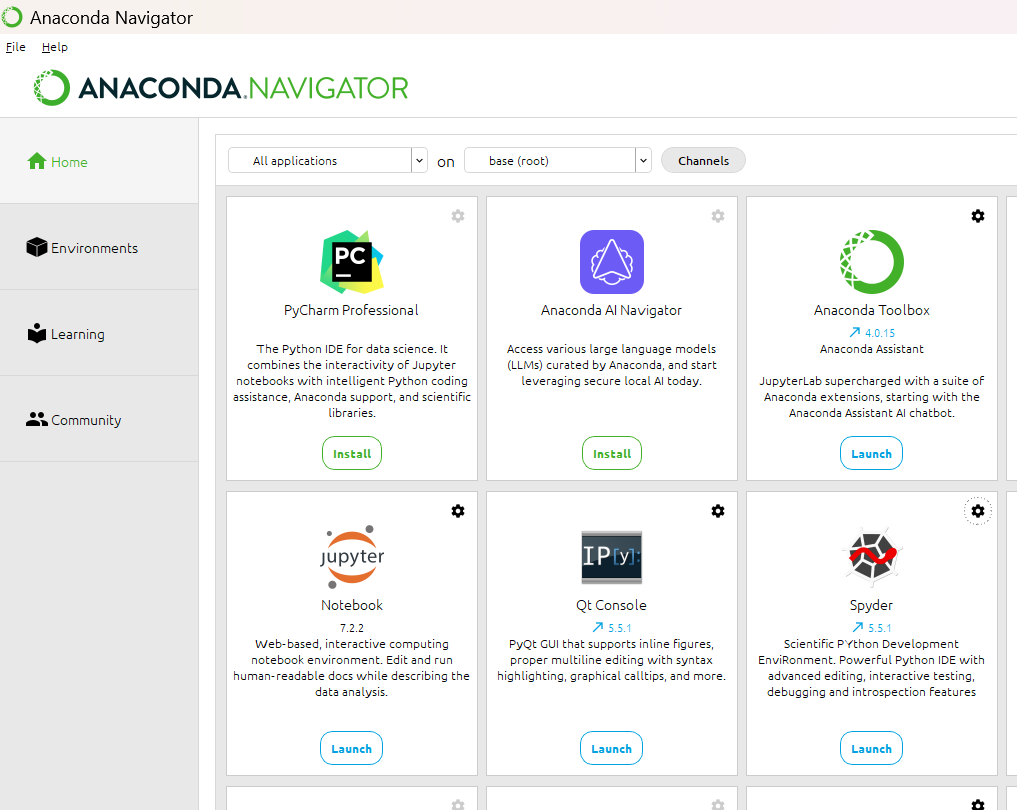 Anaconda Navigator
File Help
ANACONDA.NAVIGATOR
Home
Environments
Learning
Community
All applications on base (root) Channels
PC
PyCharm Professional
The Python IDE for data science. It
combines the interactivity of Jupyter
notebooks with intelligent Python coding
assistance, Anaconda support, and scientific
libraries.
Install
Anaconda AI Navigator
Access various large language models
(LLMs) curated by Anaconda, and start
leveraging secure local AI today.
Install
Anaconda Toolbox
4.0.15
Anaconda Assistant
JupyterLab supercharged with a suite of
Anaconda extensions, starting with the
Anaconda Assistant AI chatbot.
Launch
jupyter
Notebook
7.2.2
Web-based, interactive computing
notebook environment. Edit and run
human-readable docs while describing the
data analysis.
Launch
IP[y]:
Qt Console
5.5.1
PyQt GUI that supports inline figures,
proper multiline editing with syntax
highlighting, graphical calltips, and more.
Launch
Spyder
5.5.1
Scientific PYthon Development
EnviRonment. Powerful Python IDE with
advanced editing, interactive testing,
debugging and introspection features
Launch